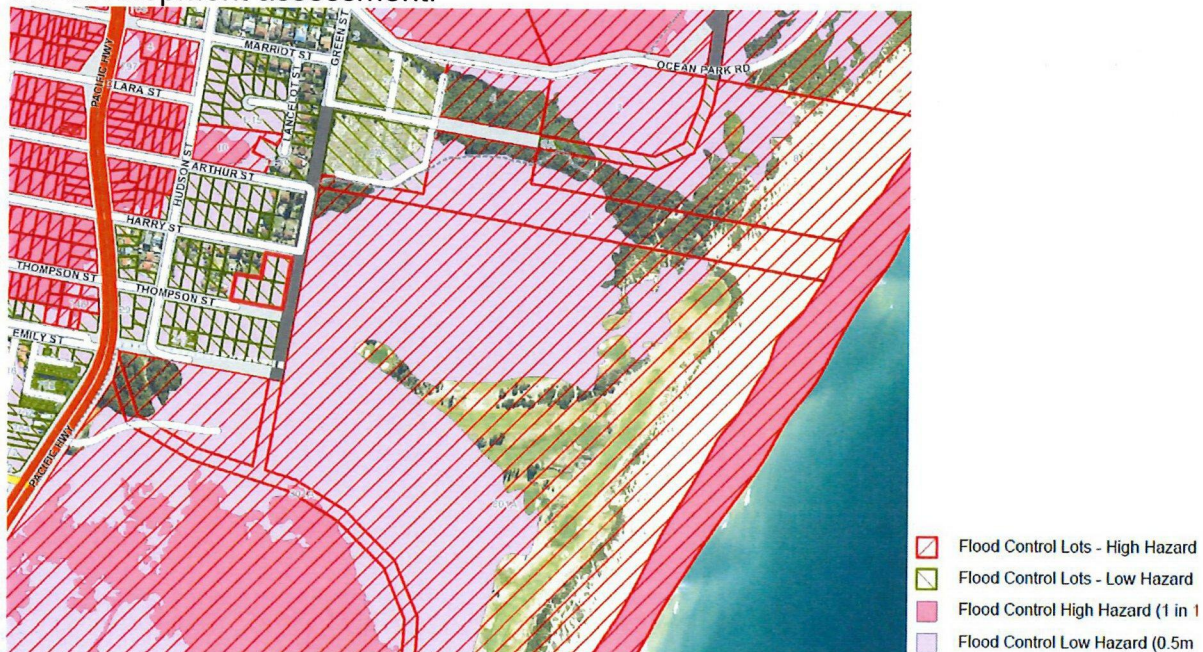 MARRIOT ST
GREEN ST
PACIFIC HWY
LARA ST
LANCELOT ST
OCEAN PARK RD
HUDSON ST
ARTHUR ST
HARRY ST
THOMPSON ST
THOMPSON ST
EMILY ST
PACIFIC HWY
Flood Control Lots - High Hazard
Flood Control Lots - Low Hazard
Flood Control High Hazard (1 in 1
Flood Control Low Hazard (0.5m